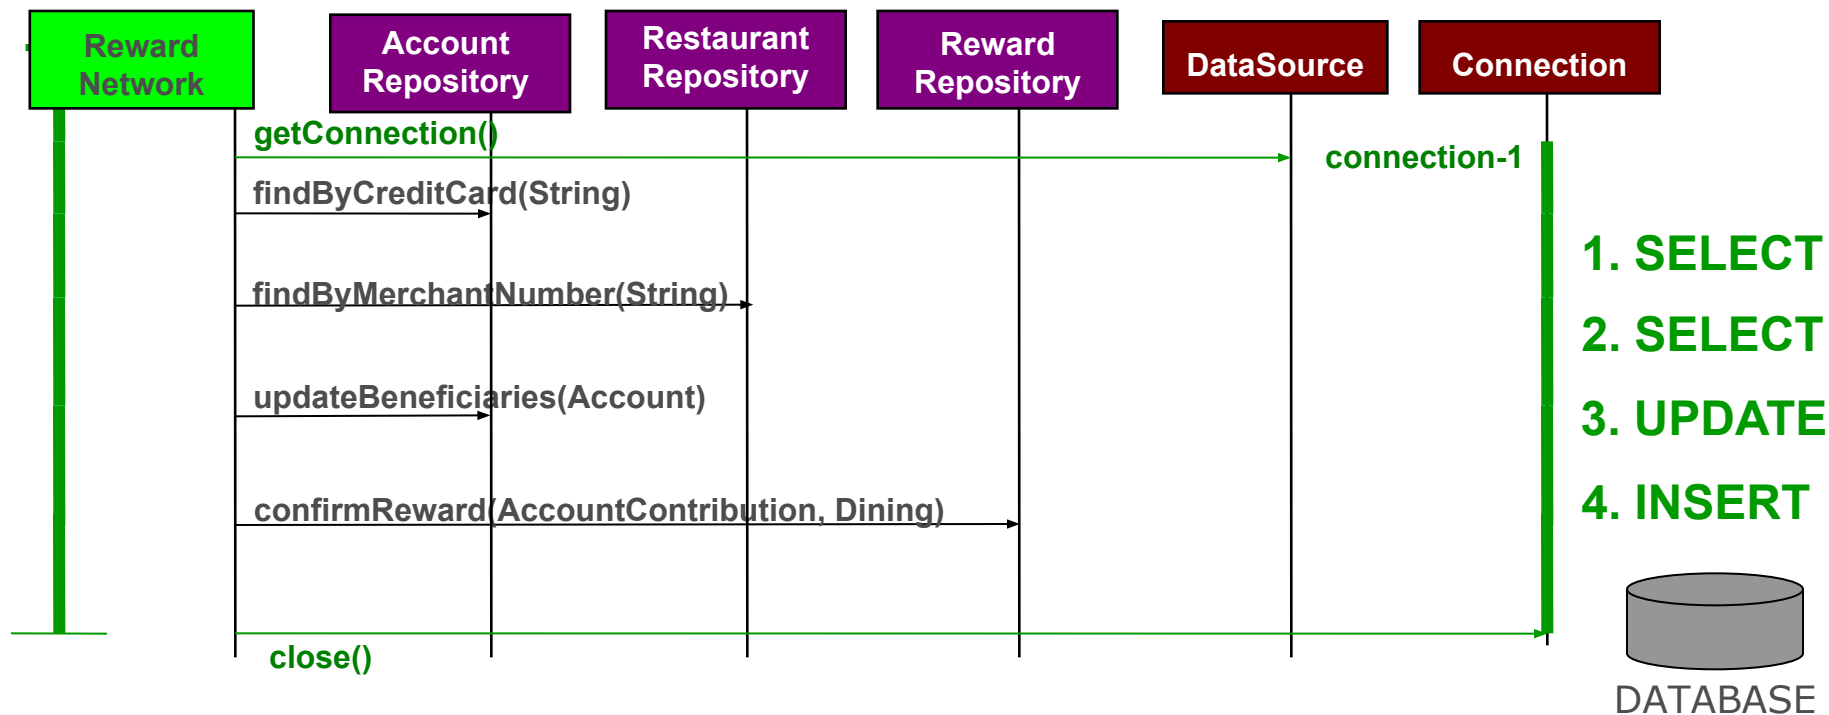 Reward
Network
Account
Repository
Restaurant
Repository
Reward
Repository
DataSource
Connection
getConnection()
connection-1
findByCreditCard(String)
1. SELECT
findByMerchantNumber(String)
2. SELECT
updateBeneficiaries(Account)
3. UPDATE
confirmReward(AccountContribution, Dining)
4. INSERT
close()
DATABASE